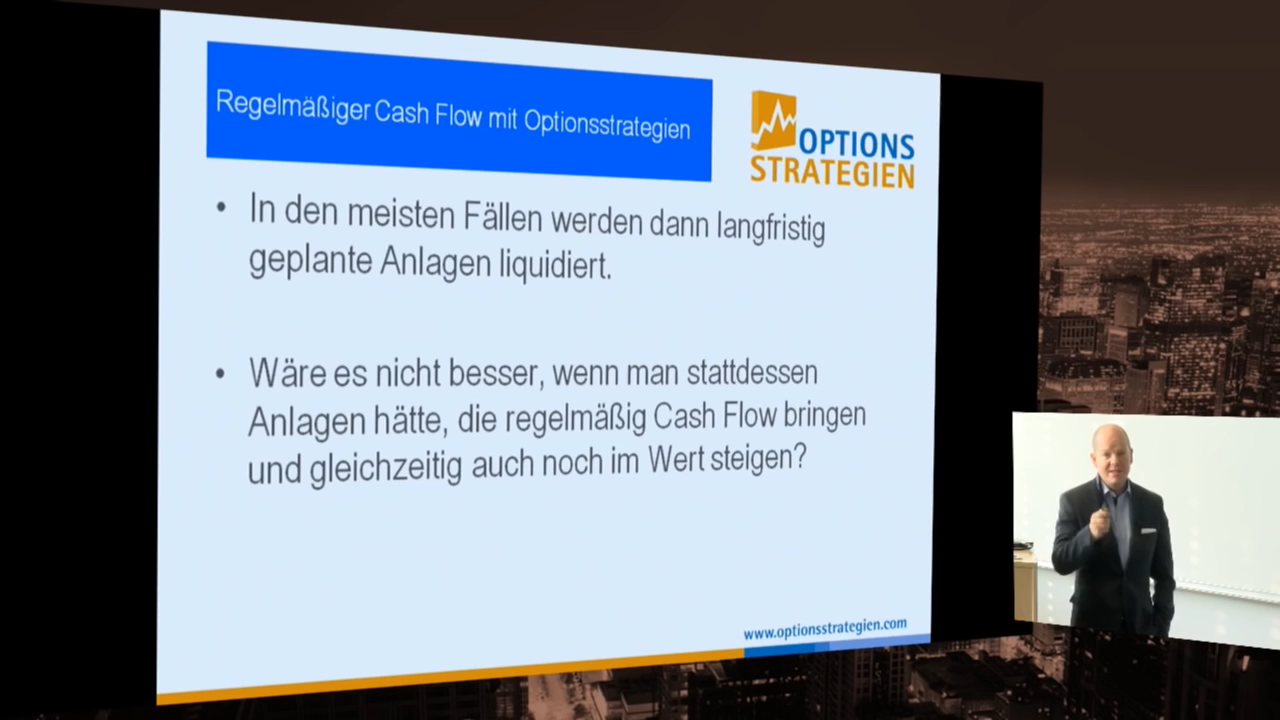 Regelmäßiger Cash Flow mit Optionsstrategien
OPTIONS
STRATEGIEN
• In den meisten Fällen werden dann langfristig
geplante Anlagen liquidiert.
• Wäre es nicht besser, wenn man stattdessen
Anlagen hätte, die regelmäßig Cash Flow bringen
und gleichzeitig auch noch im Wert steigen?
www.optionsstrategien.com